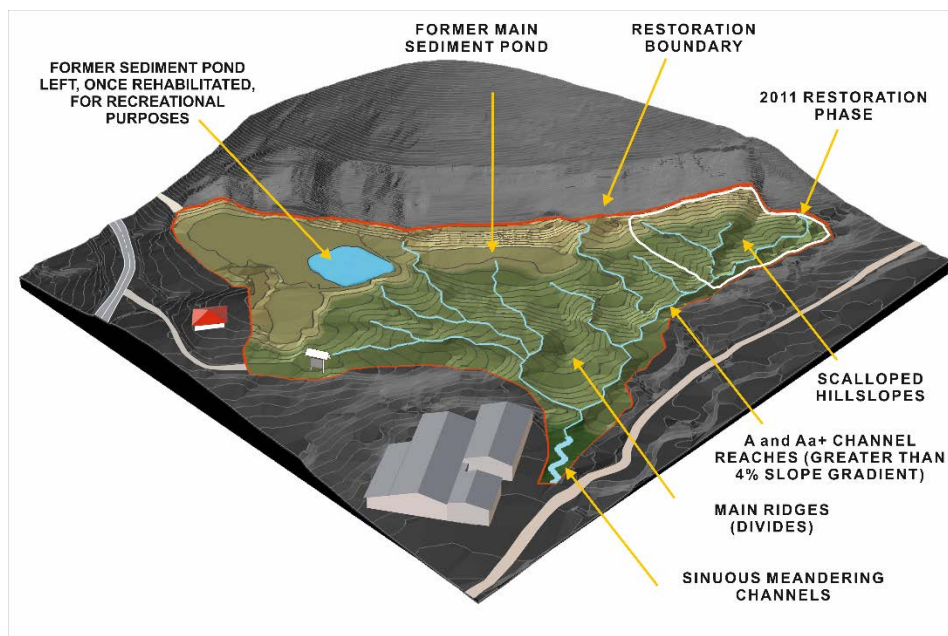 FORMER MAIN
SEDIMENT POND
RESTORATION
BOUNDARY
FORMER SEDIMENT POND
LEFT, ONCE REHABILITATED,
FOR RECREATIONAL
PURPOSES
2011 RESTORATION
PHASE
SCALLOPED
HILLSLOPES
A and Aa+ CHANNEL
REACHES (GREATER THAN
4% SLOPE GRADIENT)
MAIN RIDGES
(DIVIDES)
SINUOUS MEANDERING
CHANNELS